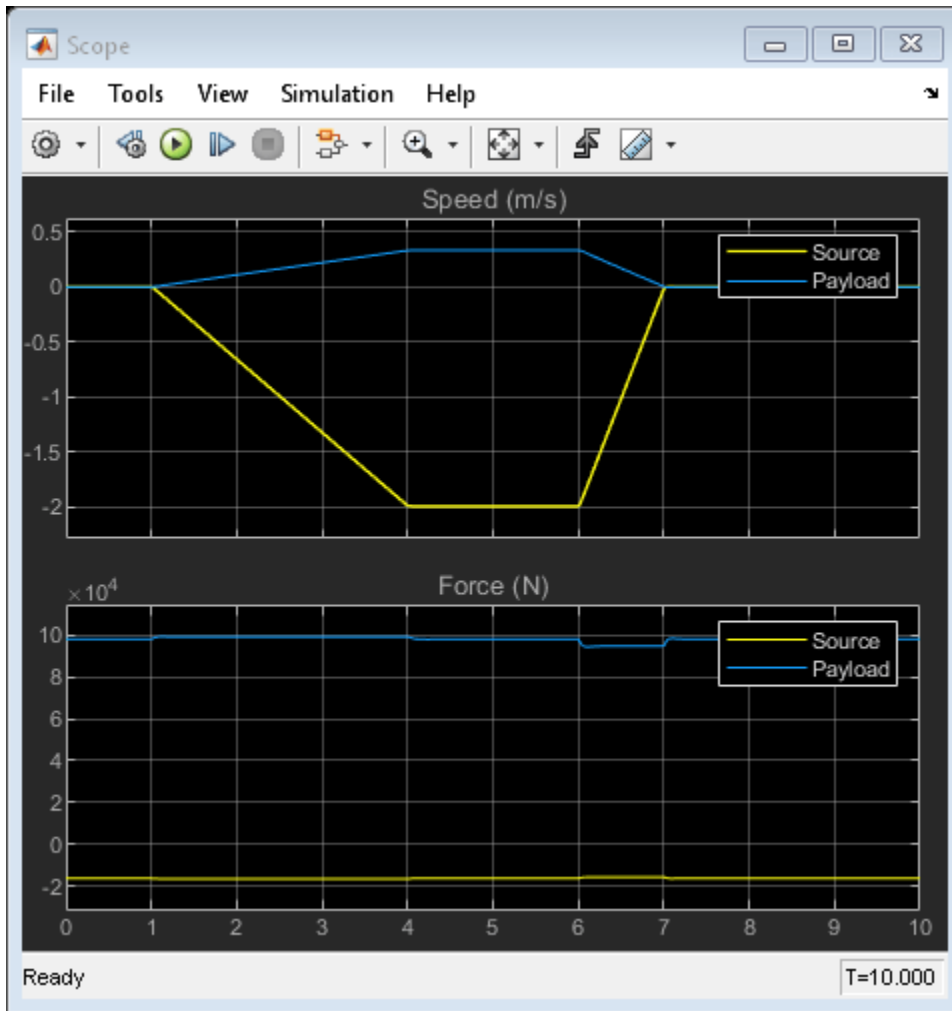 Scope
File Tools View Simulation Help
Speed (m/s)
0.5
0
-0.5
-1
-1.5
-2
Source
Payload
×10^4
Force (N)
10
8
6
4
2
0
-2
Source
Payload
0 1 2 3 4 5 6 7 8 9 10
Ready T=10.000